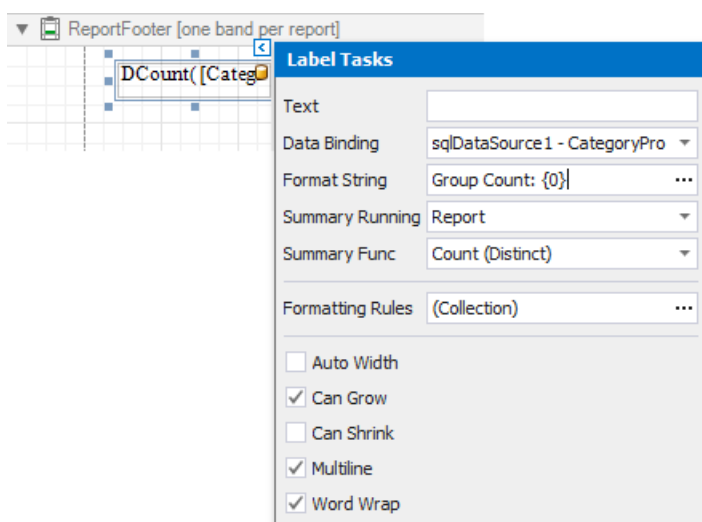 ReportFooter [one band per report]
DCount([Categ
Label Tasks
Text
Data Binding sqlDataSource1 - CategoryPro
Format String Group Count: {0} ...
Summary Running Report
Summary Func Count (Distinct)
Formatting Rules (Collection) ...
Auto Width
Can Grow
Can Shrink
Multiline
Word Wrap